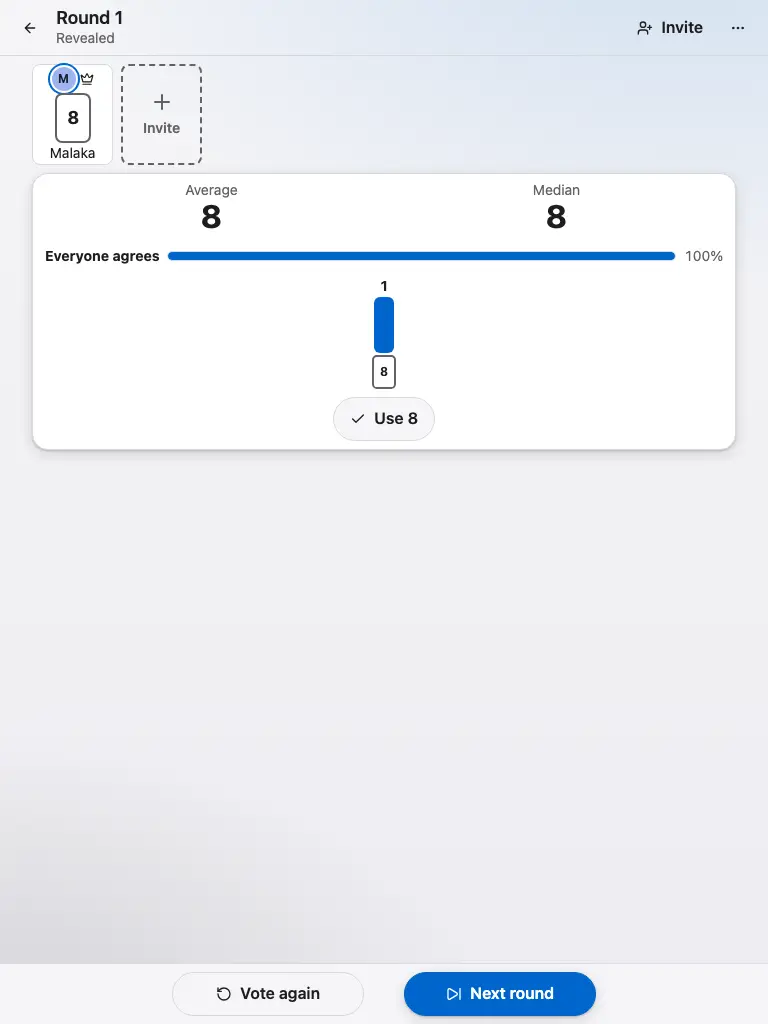 Round 1
Revealed
Invite
M
8
Malaka
Invite
Average
8
Median
8
Everyone agrees
100%
1
8
Use 8
Vote again
Next round